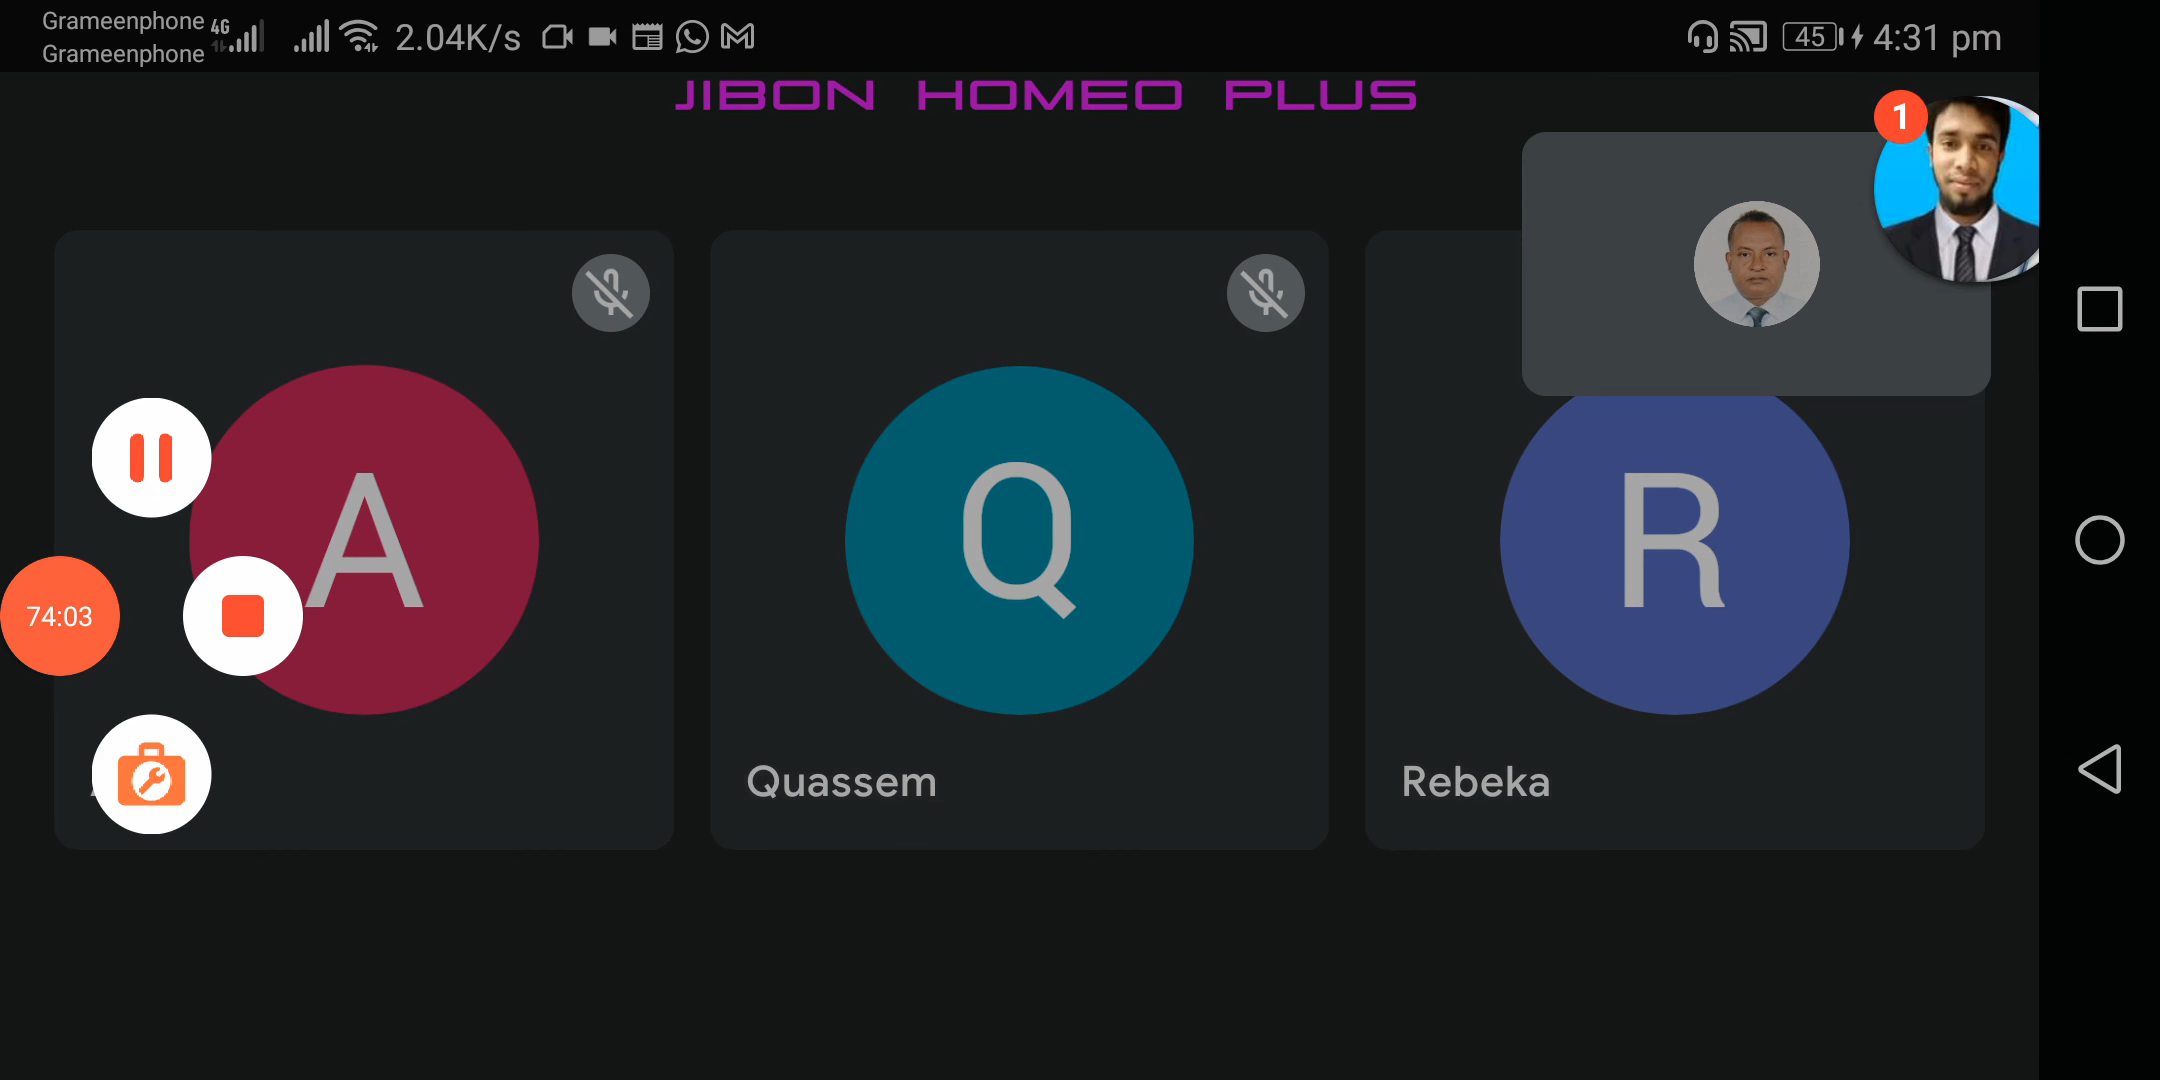 Grameenphone 4G
Grameenphone
2.04K/s
45
4:31 pm
JIBON HOMEO PLUS
1
A
Q
R
74:03
Quassem
Rebeka